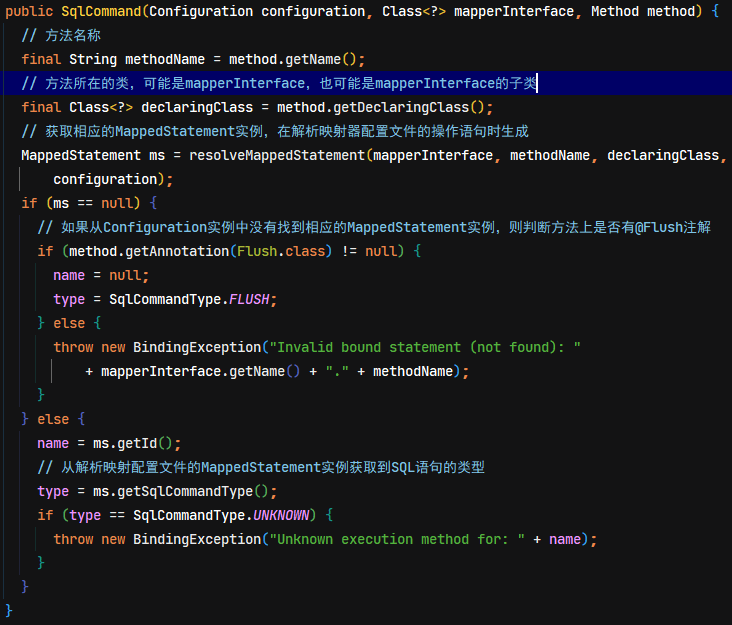 public SqlCommand(Configuration configuration, Class<?> mapperInterface, Method method) {
  // 方法名称
  final String methodName = method.getName();
  // 方法所在的类，可能是mapperInterface，也可能是mapperInterface的子类
  final Class<?> declaringClass = method.getDeclaringClass();
  // 获取相应的MappedStatement实例，在解析映射器配置文件的操作语句时生成
  MappedStatement ms = resolveMappedStatement(mapperInterface, methodName, declaringClass,
      configuration);
  if (ms == null) {
    // 如果从Configuration实例中没有找到相应的MappedStatement实例，则判断方法上是否有@Flush注解
    if (method.getAnnotation(Flush.class) != null) {
      name = null;
      type = SqlCommandType.FLUSH;
    } else {
      throw new BindingException("Invalid bound statement (not found): "
          + mapperInterface.getName() + "." + methodName);
    }
  } else {
    name = ms.getId();
    // 从解析映射配置文件的MappedStatement实例获取到SQL语句的类型
    type = ms.getSqlCommandType();
    if (type == SqlCommandType.UNKNOWN) {
      throw new BindingException("Unknown execution method for: " + name);
    }
  }
}